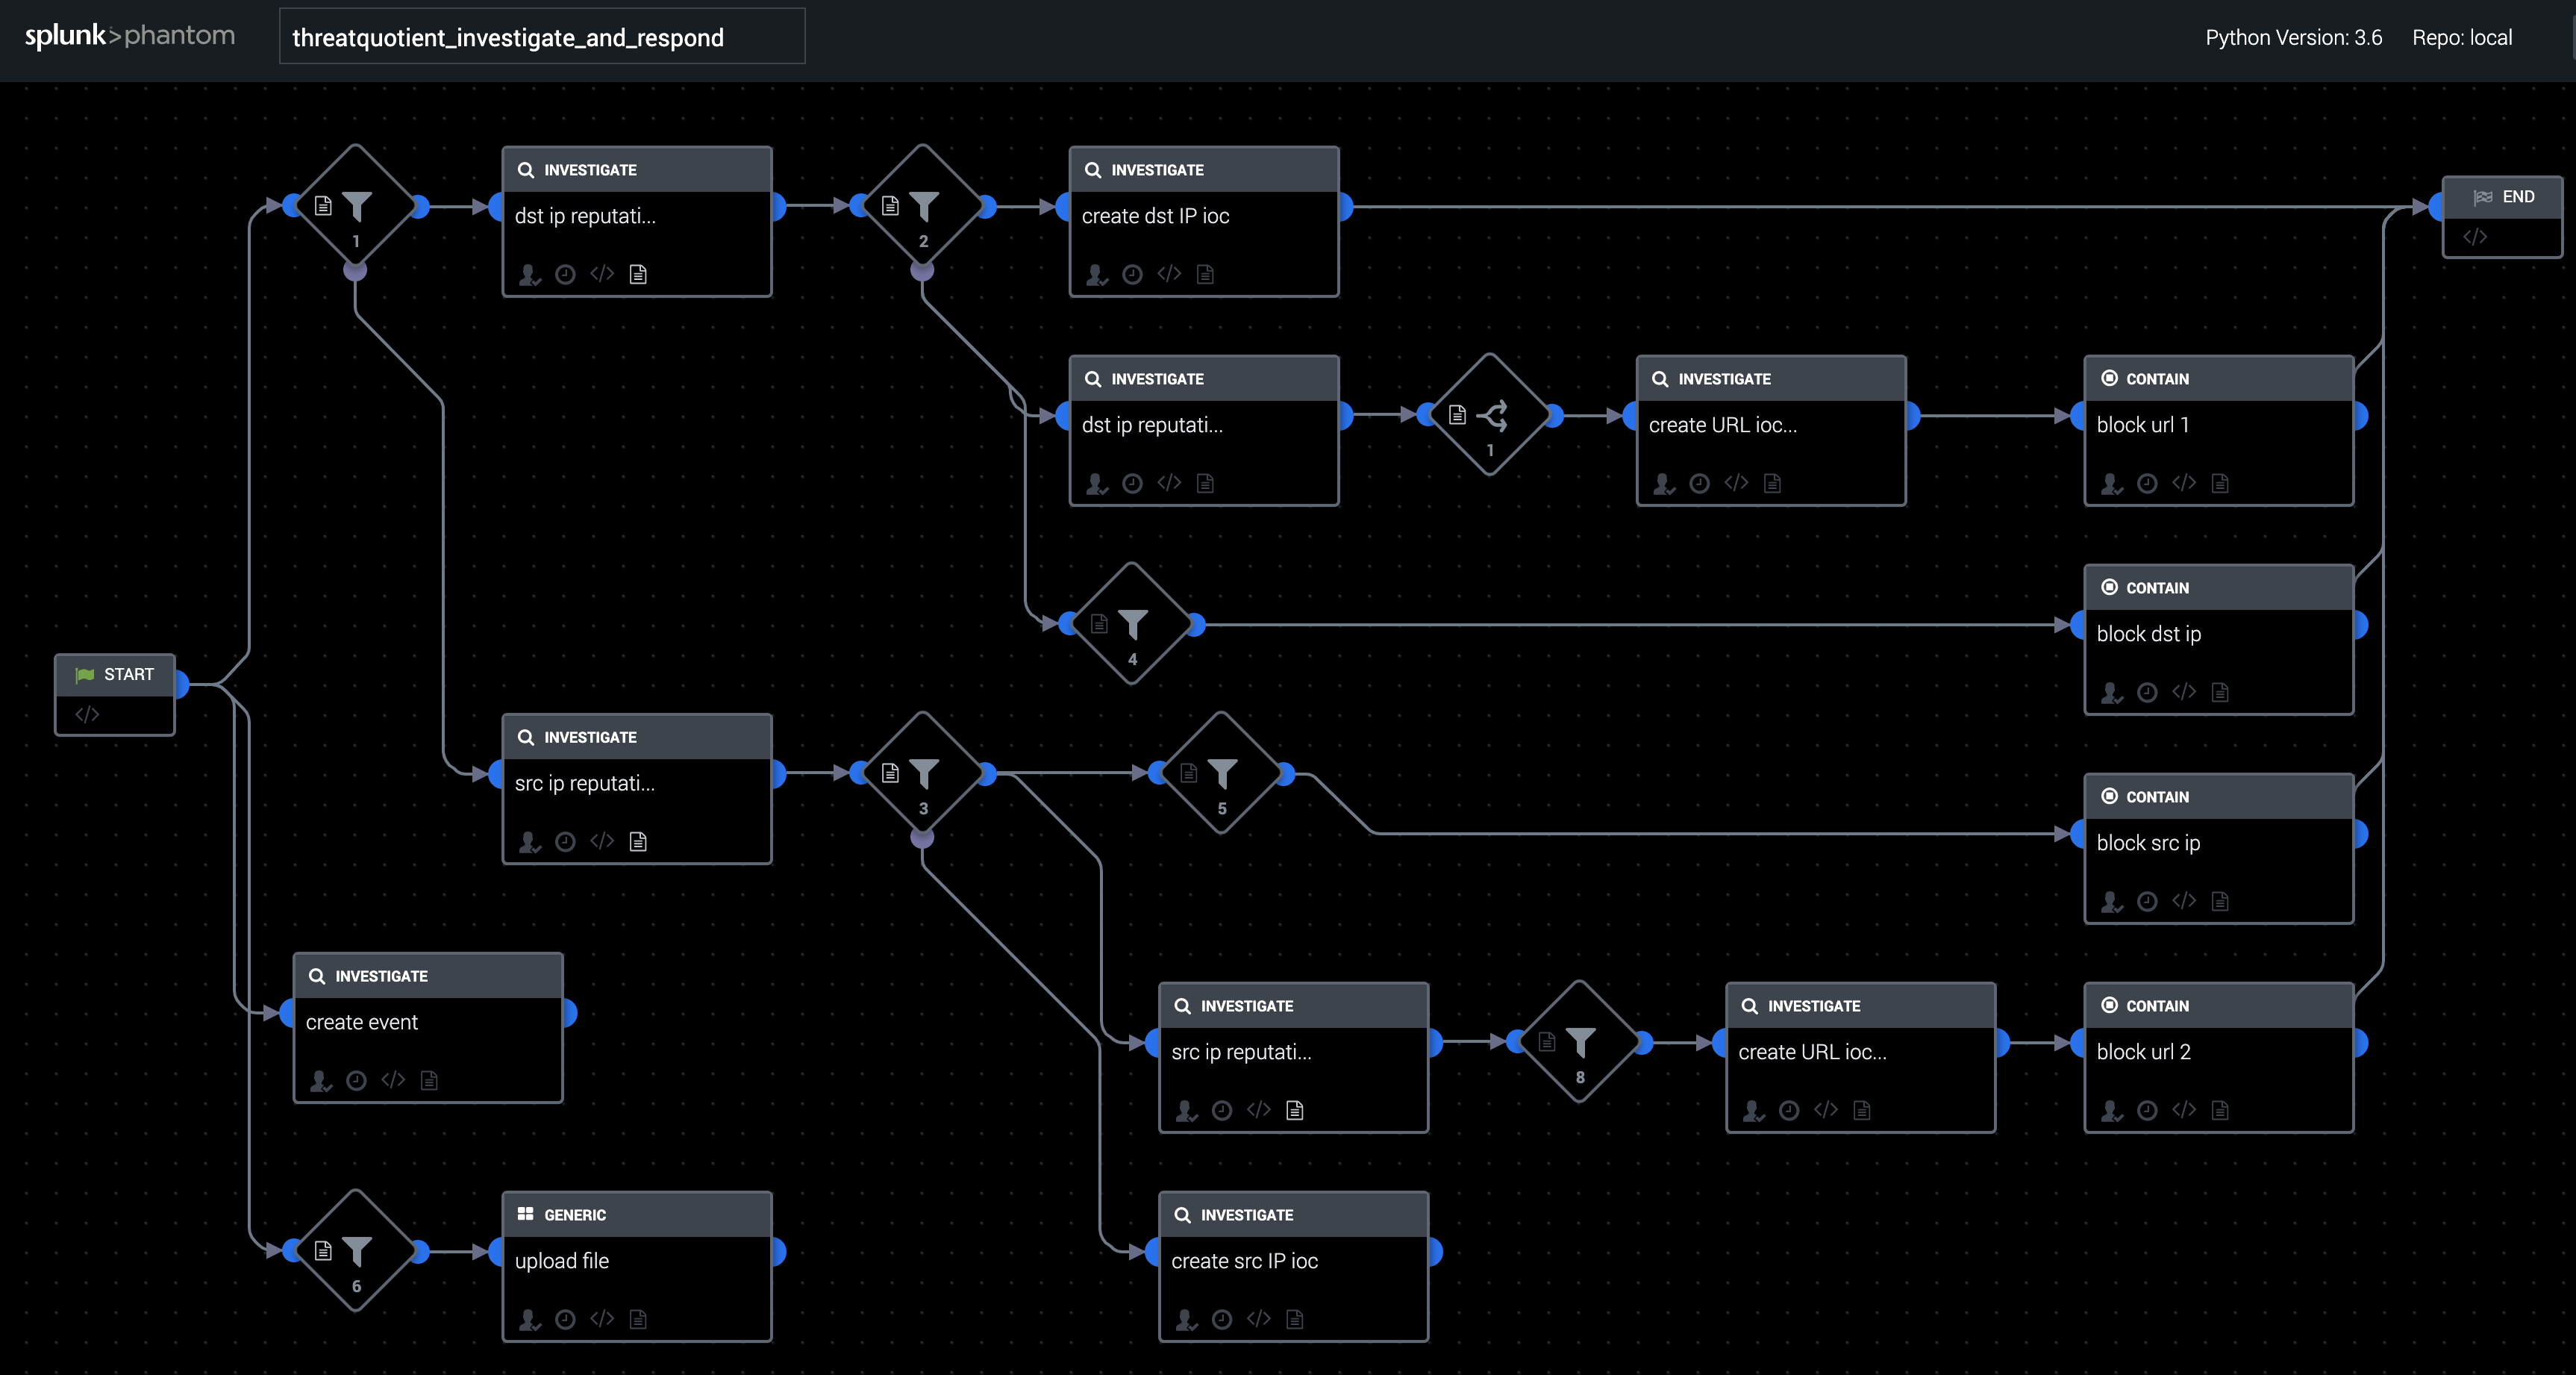 splunk>phantom
threatquotient_investigate_and_respond
Python Version: 3.6
Repo: local
1
INVESTIGATE
dst ip reputati...
</>
2
INVESTIGATE
create dst IP ioc
</>
END
</>
INVESTIGATE
dst ip reputati...
</>
1
INVESTIGATE
create URL ioc...
</>
CONTAIN
block url 1
</>
4
CONTAIN
block dst ip
</>
START
</>
INVESTIGATE
src ip reputati...
</>
3
5
CONTAIN
block src ip
</>
INVESTIGATE
create event
</>
INVESTIGATE
src ip reputati...
</>
8
INVESTIGATE
create URL ioc...
</>
CONTAIN
block url 2
</>
6
GENERIC
upload file
</>
INVESTIGATE
create src IP ioc
</>